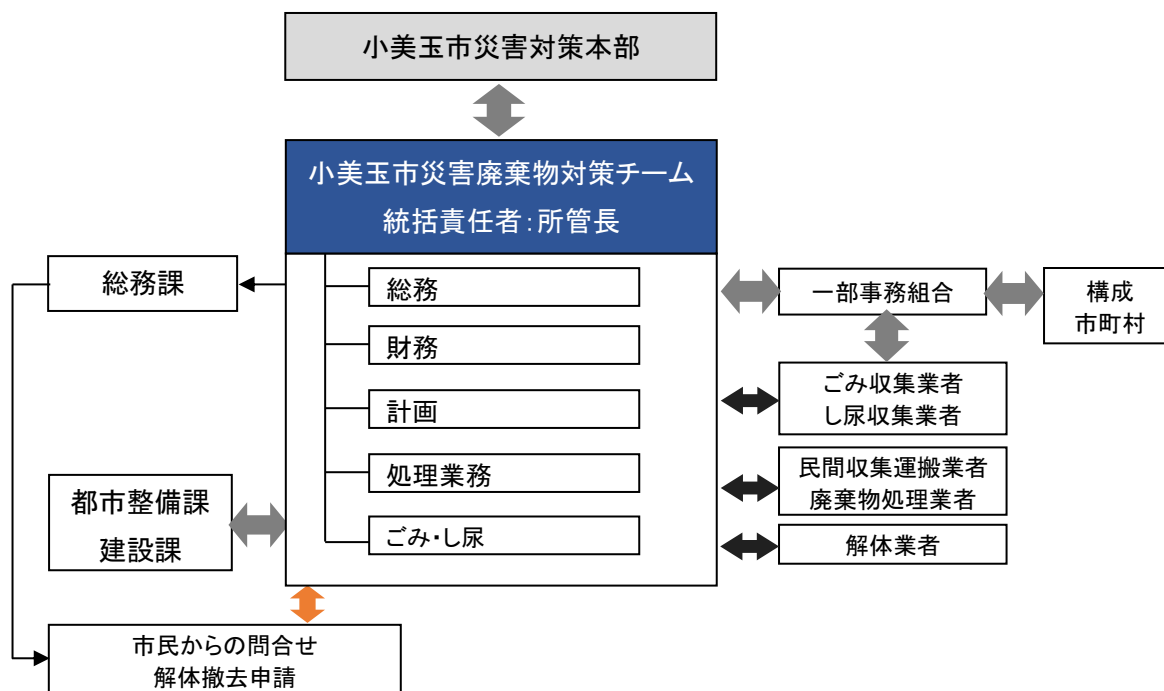 小美玉市災害対策本部
小美玉市災害廃棄物対策チーム
統括責任者:所管長
総務課
総務
財務
計画
処理業務
ごみ・し尿
都市整備課
建設課
市民からの問合せ
解体撤去申請
一部事務組合
構成
市町村
ごみ収集業者
し尿収集業者
民間収集運搬業者
廃棄物処理業者
解体業者